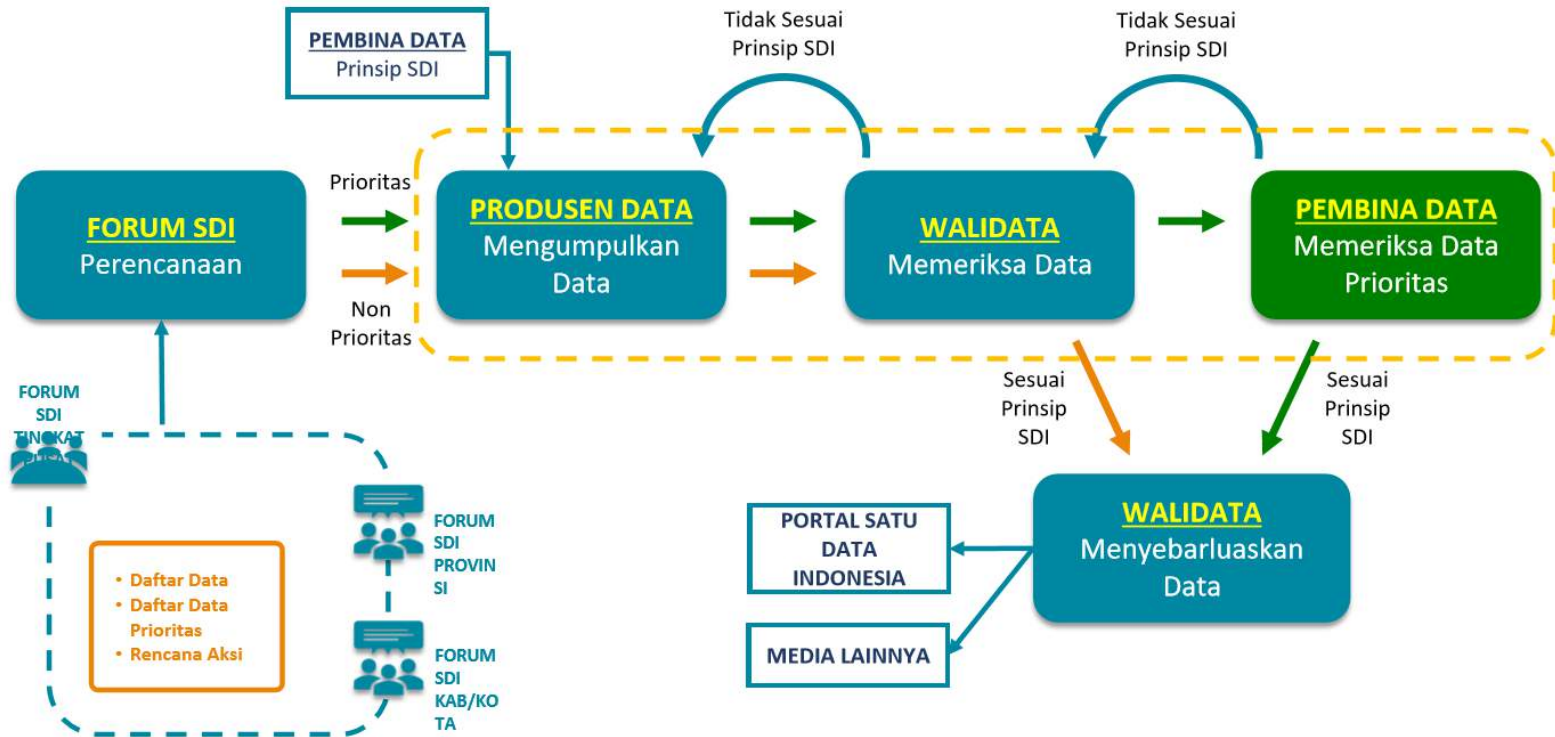 PEMBINA DATA
Prinsip SDI
Tidak Sesuai
Prinsip SDI
Tidak Sesuai
Prinsip SDI
FORUM SDI
Perencanaan
Prioritas
Non
Prioritas
PRODUSEN DATA
Mengumpulkan
Data
WALIDATA
Memeriksa Data
PEMBINA DATA
Memeriksa Data
Prioritas
Sesuai
Prinsip
SDI
Sesuai
Prinsip
SDI
FORUM
SDI
TINGKAT
PUSAT
• Daftar Data
• Daftar Data
Prioritas
• Rencana Aksi
FORUM
SDI
PROVIN
SI
FORUM
SDI
KAB/KO
TA
WALIDATA
Menyebarluaskan
Data
PORTAL SATU
DATA
INDONESIA
MEDIA LAINNYA